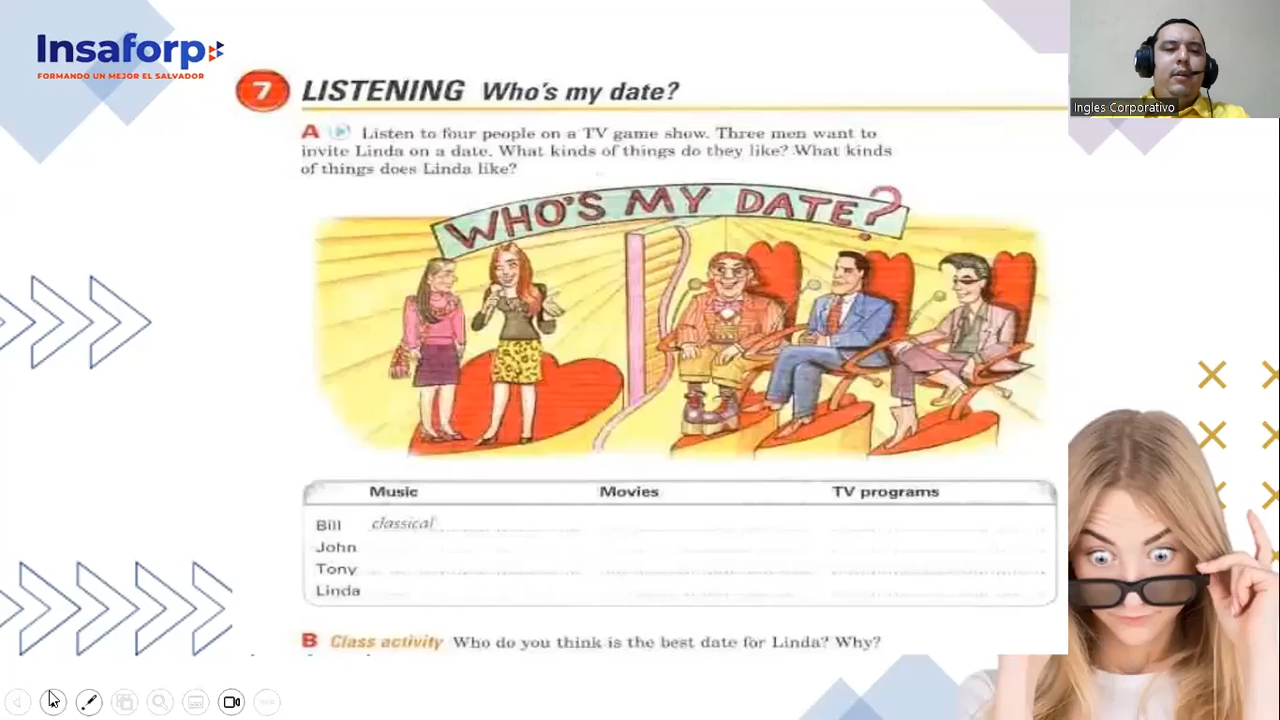 Insaforp
FORMANDO UN MEJOR EL SALVADOR
Ingles Corporativo
7 LISTENING Who's my date?
A Listen to four people on a TV game show. Three men want to
invite Linda on a date. What kinds of things do they like? What kinds
of things does Linda like?
WHO'S MY DATE?
Music Movies TV programs
Bill classical
John
Tony
Linda
B Class activity Who do you think is the best date for Linda? Why?